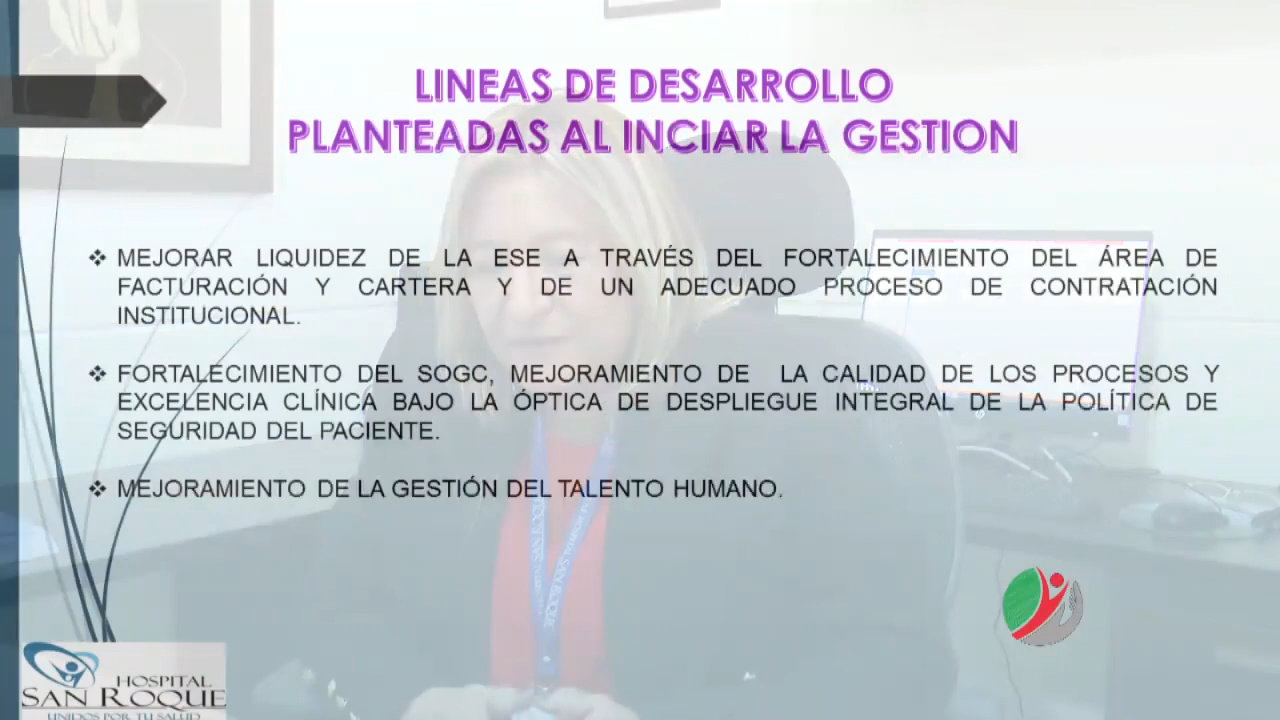 LINEAS DE DESARROLLO
PLANTEADAS AL INCIAR LA GESTION
❖ MEJORAR LIQUIDEZ DE LA ESE A TRAVÉS DEL FORTALECIMIENTO DEL ÁREA DE
FACTURACIÓN Y CARTERA Y DE UN ADECUADO PROCESO DE CONTRATACIÓN
INSTITUCIONAL.
❖ FORTALECIMIENTO DEL SOGC, MEJORAMIENTO DE LA CALIDAD DE LOS PROCESOS Y
EXCELENCIA CLÍNICA BAJO LA ÓPTICA DE DESPLIEGUE INTEGRAL DE LA POLÍTICA DE
SEGURIDAD DEL PACIENTE.
❖ MEJORAMIENTO DE LA GESTIÓN DEL TALENTO HUMANO.
SAN ROQUE
HOSPITAL
SAN ROQUE
UNIDOS POR TU SALUD